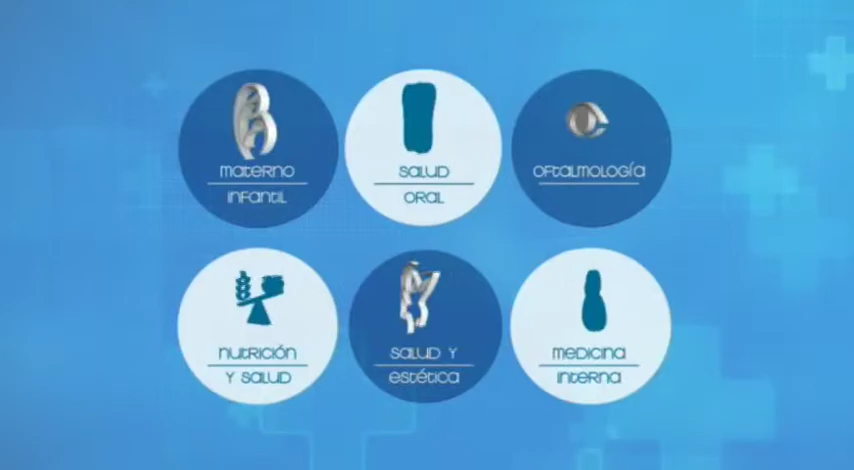 materno
infantil
SALUD
ORAL
OFTALMOLOGÍA
nutrición
Y SALUD
SALUD Y
estética
medicina
interna